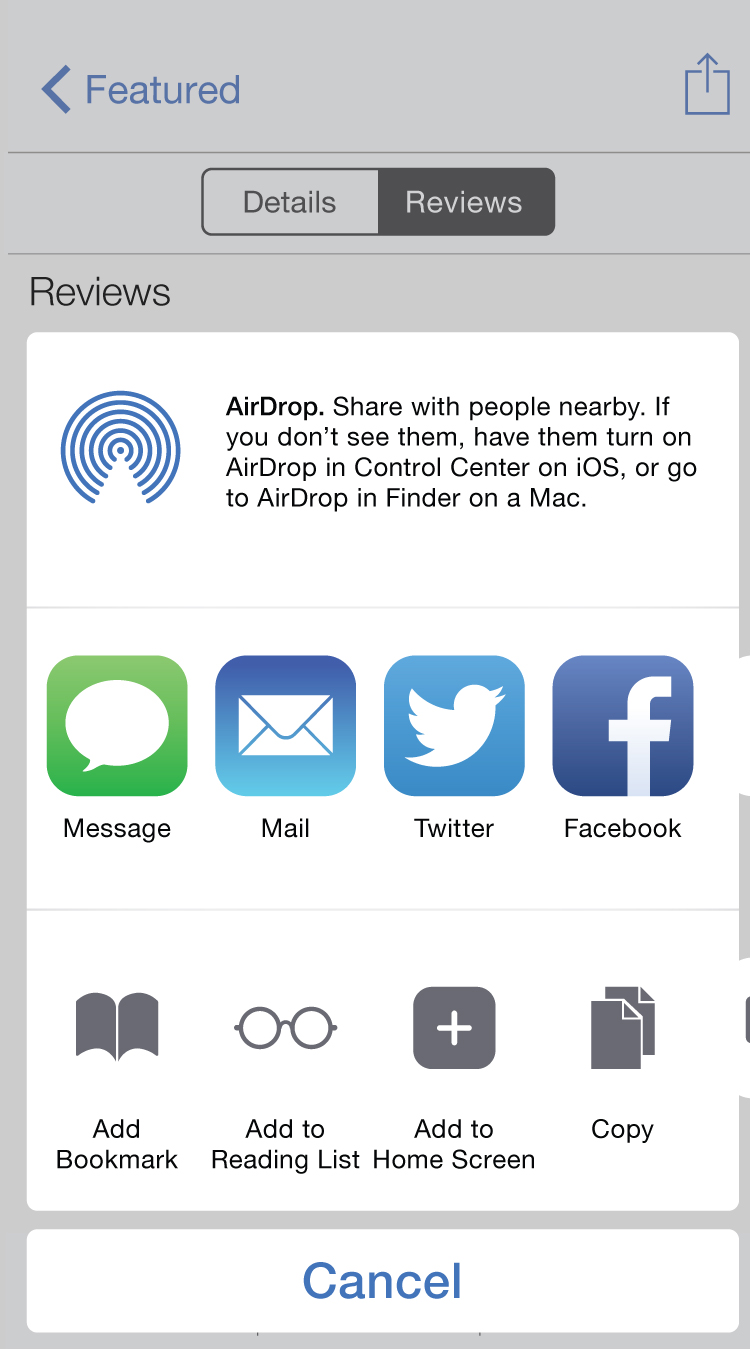 Featured
Details
Reviews
Reviews
AirDrop. Share with people nearby. If
you don’t see them, have them turn on
AirDrop in Control Center on iOS, or go
to AirDrop in Finder on a Mac.
Message
Mail
Twitter
Facebook
Add
Bookmark
Add to
Reading List
Add to
Home Screen
Copy
Cancel